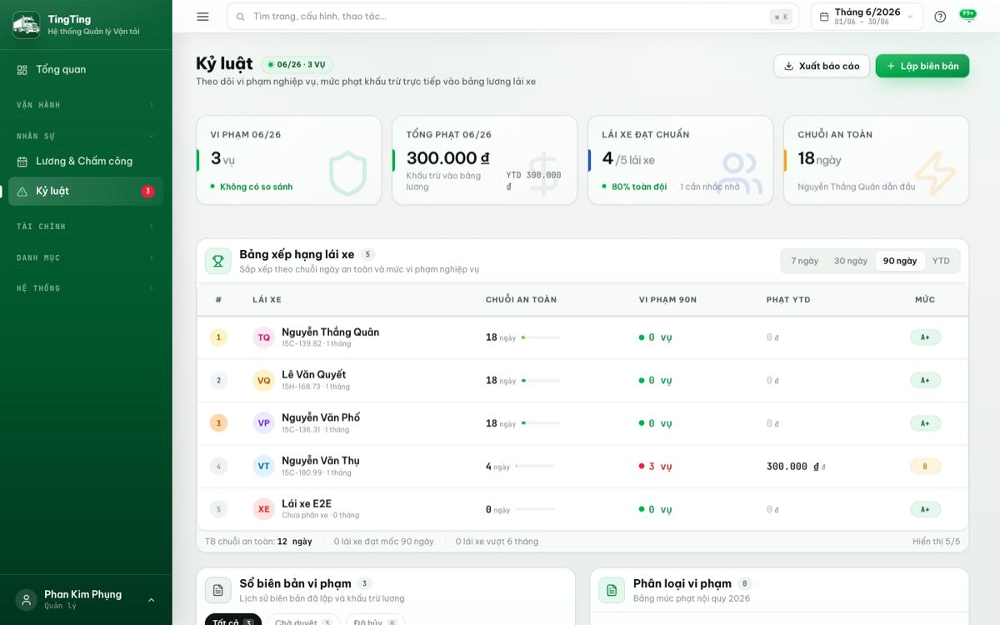 TingTing
Hệ thống Quản lý Vận tải
Tìm trang, cấu hình, thao tác...
⌘ K
Tháng 6/2026
01/06 – 30/06
99+
Tổng quan
VẬN HÀNH
NHÂN SỰ
Lương & Chấm công
Kỷ luật
3
TÀI CHÍNH
DANH MỤC
HỆ THỐNG
Phan Kim Phụng
Quản lý
Kỷ luật
06/26 · 3 VỤ
Theo dõi vi phạm nghiệp vụ, mức phạt khấu trừ trực tiếp vào bảng lương lái xe
Xuất báo cáo
+ Lập biên bản
VI PHẠM 06/26
3 vụ
Không có so sánh
TỔNG PHẠT 06/26
300.000 đ
Khấu trừ vào bảng lương
· YTD 300.000 đ
LÁI XE ĐẠT CHUẨN
4 /5 lái xe
80% toàn đội · 1 cần nhắc nhở
CHUỖI AN TOÀN
18 ngày
Nguyễn Thắng Quân dẫn đầu
Bảng xếp hạng lái xe 5
Sắp xếp theo chuỗi ngày an toàn và mức vi phạm nghiệp vụ
7 ngày 30 ngày 90 ngày YTD
# LÁI XE CHUỖI AN TOÀN VI PHẠM 90N PHẠT YTD MỨC
1 TQ Nguyễn Thắng Quân 18 ngày 0 vụ 0 đ A+
15C-139.82 · 1 tháng
2 VQ Lê Văn Quyết 18 ngày 0 vụ 0 đ A+
15H-168.73 · 1 tháng
3 VP Nguyễn Văn Phố 18 ngày 0 vụ 0 đ A+
15C-136.31 · 1 tháng
4 VT Nguyễn Văn Thụ 4 ngày 3 vụ 300.000 đ đ B
15C-180.99 · 1 tháng
5 XE Lái xe E2E 0 ngày 0 vụ 0 đ A+
Chưa phân xe · 0 tháng
TB chuỗi an toàn: 12 ngày · 0 lái xe đạt mốc 90 ngày · 0 lái xe vượt 6 tháng
Hiển thị 5/5
Sổ biên bản vi phạm 3
Lịch sử biên bản đã lập và khấu trừ lương
Tất cả 3 Chờ duyệt 3 Đã hủy 0
Phân loại vi phạm 0
Bảng mức phạt nội quy 2026